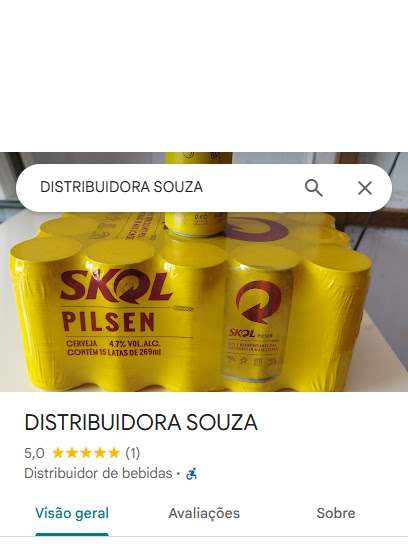 DISTRIBUIDORA SOUZA
SKOL
PILSEN
CERVEJA 4,7% VOL. ALC.
CONTÉM 15 LATAS DE 269ml
SKOL PILSEN
DISTRIBUIDORA SOUZA
5,0 ★★★★★ (1)
Distribuidor de bebidas ·
Visão geral Avaliações Sobre